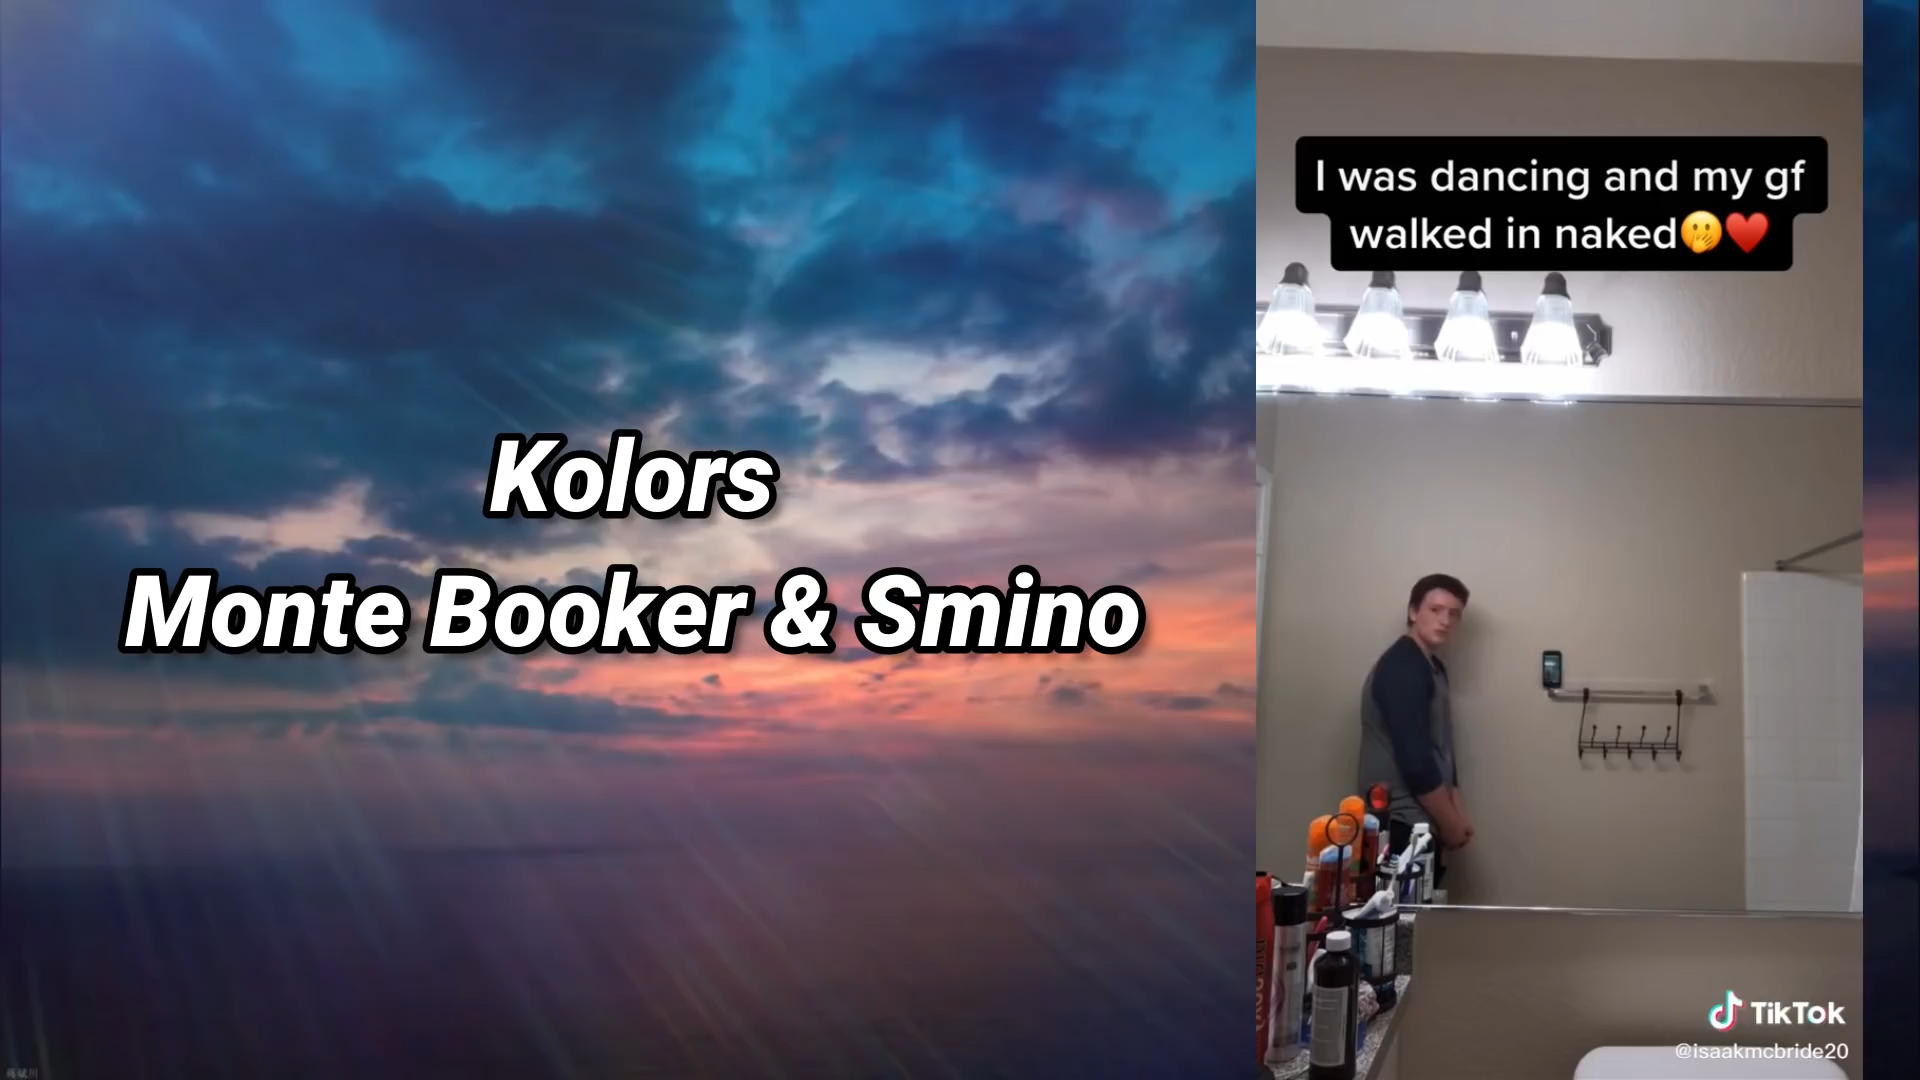 Kolors
Monte Booker & Smino
I was dancing and my gf
walked in naked🤭❤️
TikTok
@isaakmcbride20